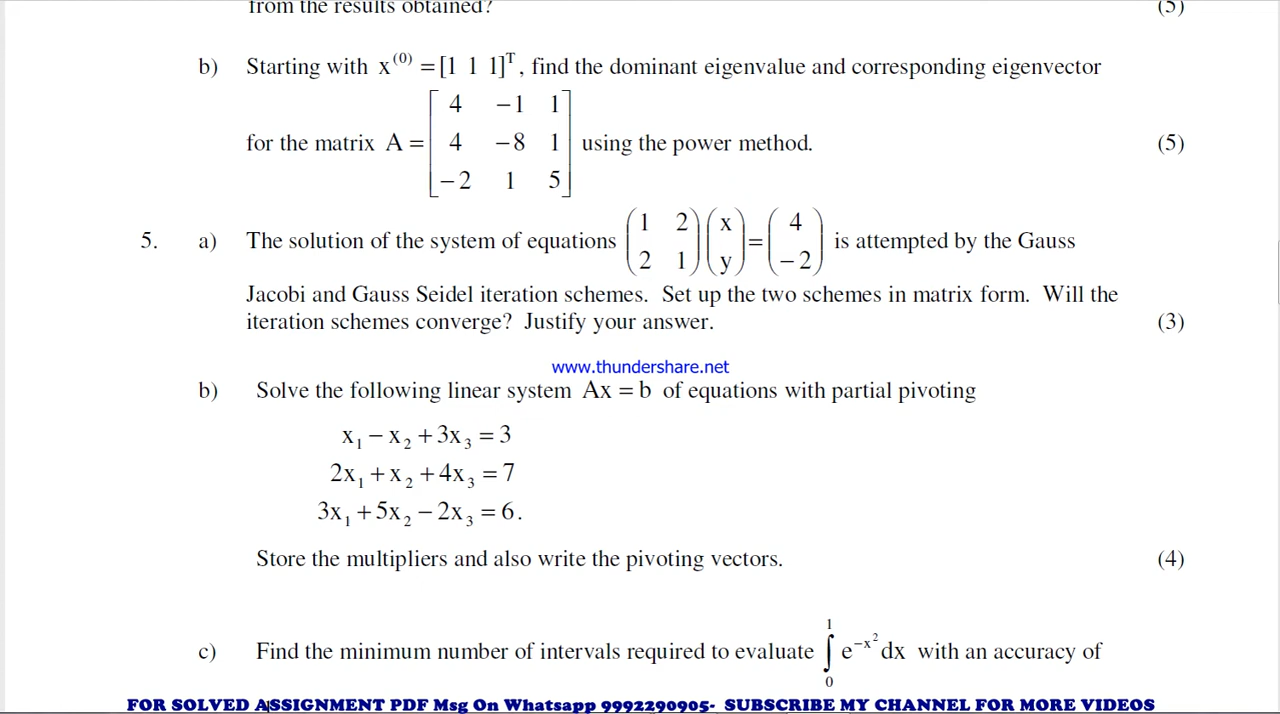 from the results obtained? (5)
b) Starting with x⁽⁰⁾ = [1 1 1]ᵀ, find the dominant eigenvalue and corresponding eigenvector
4 −1 1
for the matrix A = 4 −8 1 using the power method. (5)
−2 1 5
1 2 x 4
5. a) The solution of the system of equations = is attempted by the Gauss
2 1 y −2
Jacobi and Gauss Seidel iteration schemes. Set up the two schemes in matrix form. Will the
iteration schemes converge? Justify your answer. (3)
www.thundershare.net
b) Solve the following linear system Ax = b of equations with partial pivoting
x₁ − x₂ + 3x₃ = 3
2x₁ + x₂ + 4x₃ = 7
3x₁ + 5x₂ − 2x₃ = 6.
Store the multipliers and also write the pivoting vectors. (4)
c) Find the minimum number of intervals required to evaluate ∫₀¹ e^(−x²) dx with an accuracy of
FOR SOLVED ASSIGNMENT PDF Msg On Whatsapp 9992290905- SUBSCRIBE MY CHANNEL FOR MORE VIDEOS